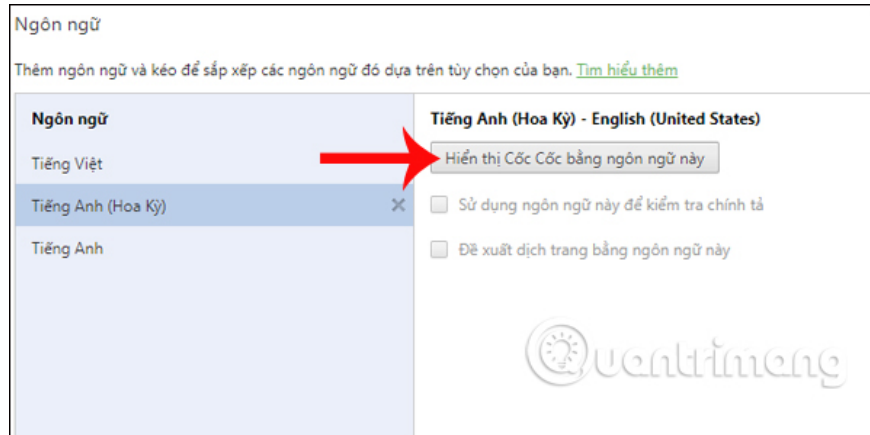 Ngôn ngữ
Thêm ngôn ngữ và kéo để sắp xếp các ngôn ngữ đó dựa trên tùy chọn của bạn. Tìm hiểu thêm
Ngôn ngữ
Tiếng Việt
Tiếng Anh (Hoa Kỳ)
Tiếng Anh
Tiếng Anh (Hoa Kỳ) - English (United States)
Hiển thị Cốc Cốc bằng ngôn ngữ này
Sử dụng ngôn ngữ này để kiểm tra chính tả
Đề xuất dịch trang bằng ngôn ngữ này
Quantrimang